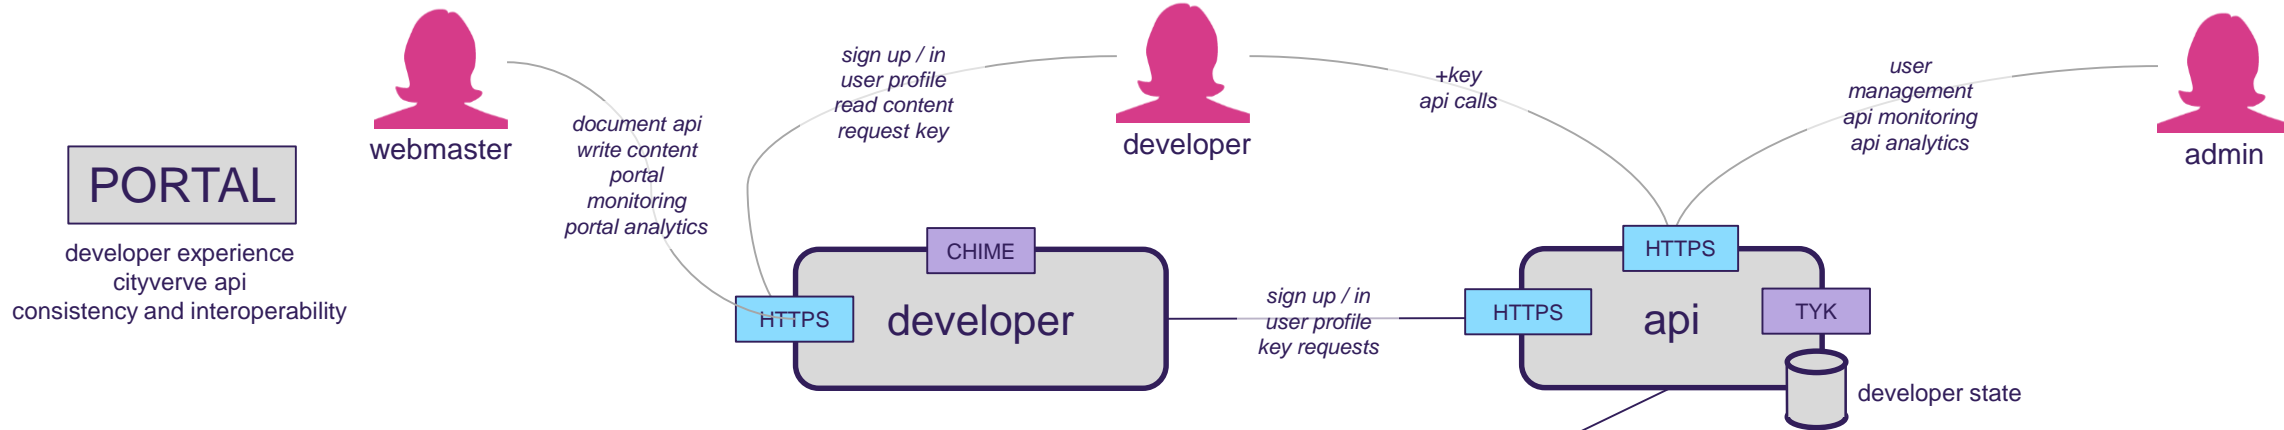 PORTAL
developer experience
cityverve api
consistency and interoperability
webmaster
document api
write content
portal
monitoring
portal analytics
sign up / in
user profile
read content
request key
developer
+key
api calls
user
management
api monitoring
api analytics
admin
CHIME
HTTPS
developer
sign up / in
user profile
key requests
HTTPS
HTTPS
api
TYK
developer state